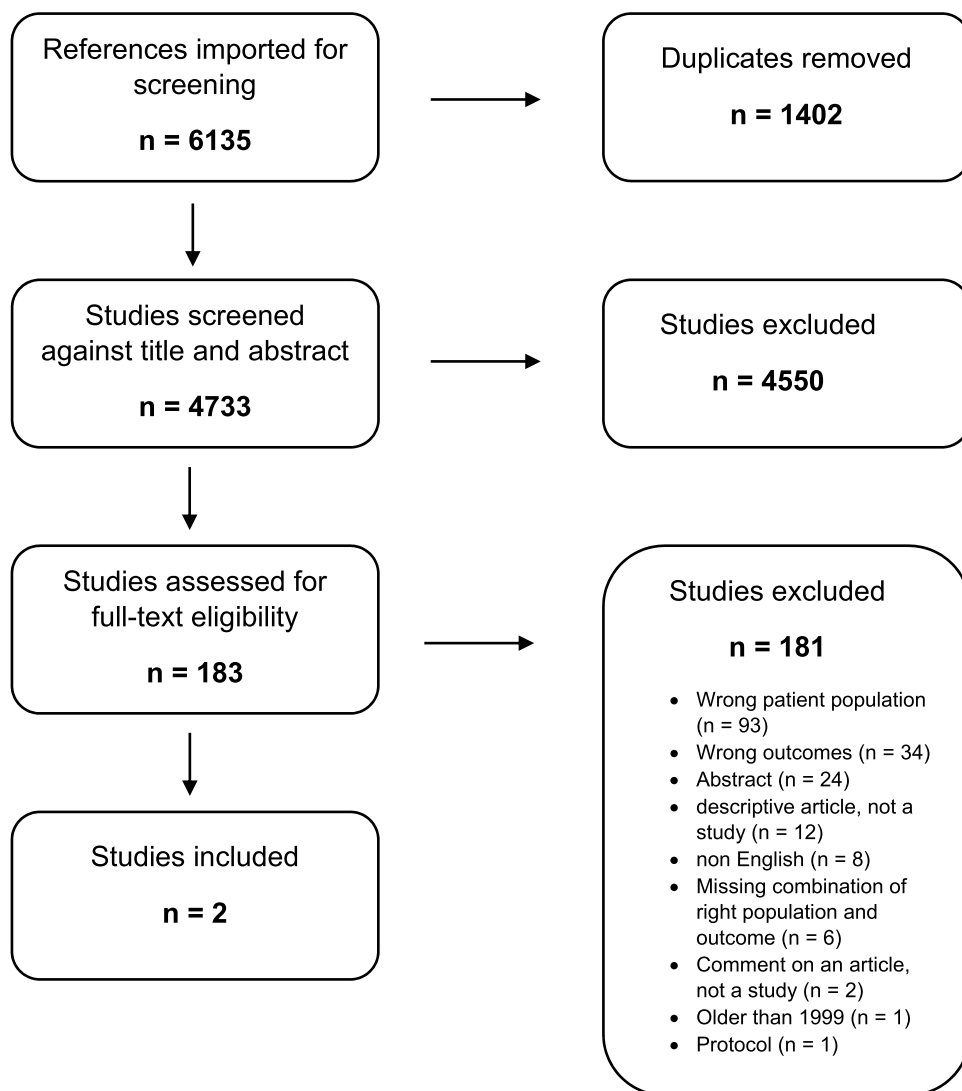 References imported for
screening
n = 6135
Duplicates removed
n = 1402
Studies screened
against title and abstract
n = 4733
Studies excluded
n = 4550
Studies assessed for
full-text eligibility
n = 183
Studies excluded
n = 181
• Wrong patient population
(n = 93)
• Wrong outcomes (n = 34)
• Abstract (n = 24)
• descriptive article, not a
study (n = 12)
• non English (n = 8)
• Missing combination of
right population and
outcome (n = 6)
• Comment on an article,
not a study (n = 2)
• Older than 1999 (n = 1)
• Protocol (n = 1)
Studies included
n = 2